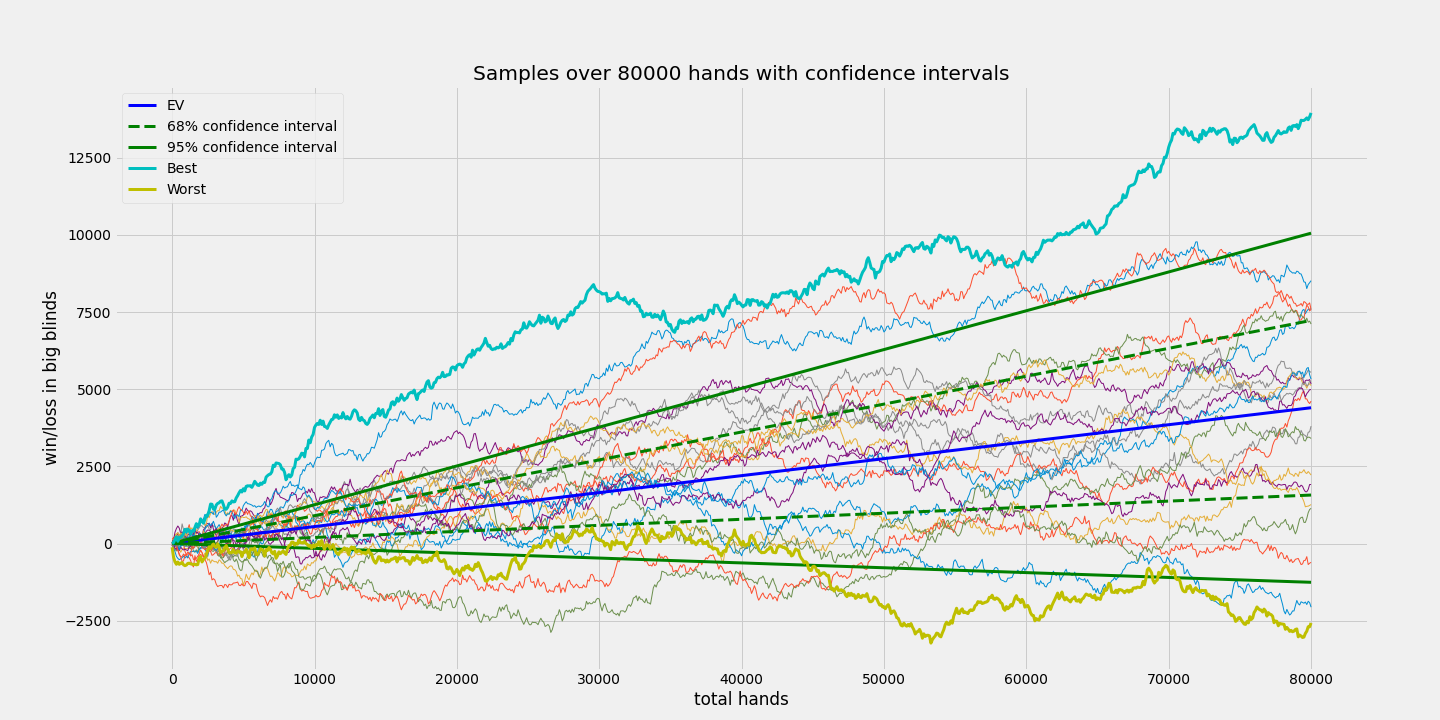 Samples over 80000 hands with confidence intervals
EV
68% confidence interval
95% confidence interval
Best
Worst
12500
10000
7500
5000
2500
0
−2500
win/loss in big blinds
0 10000 20000 30000 40000 50000 60000 70000 80000
total hands